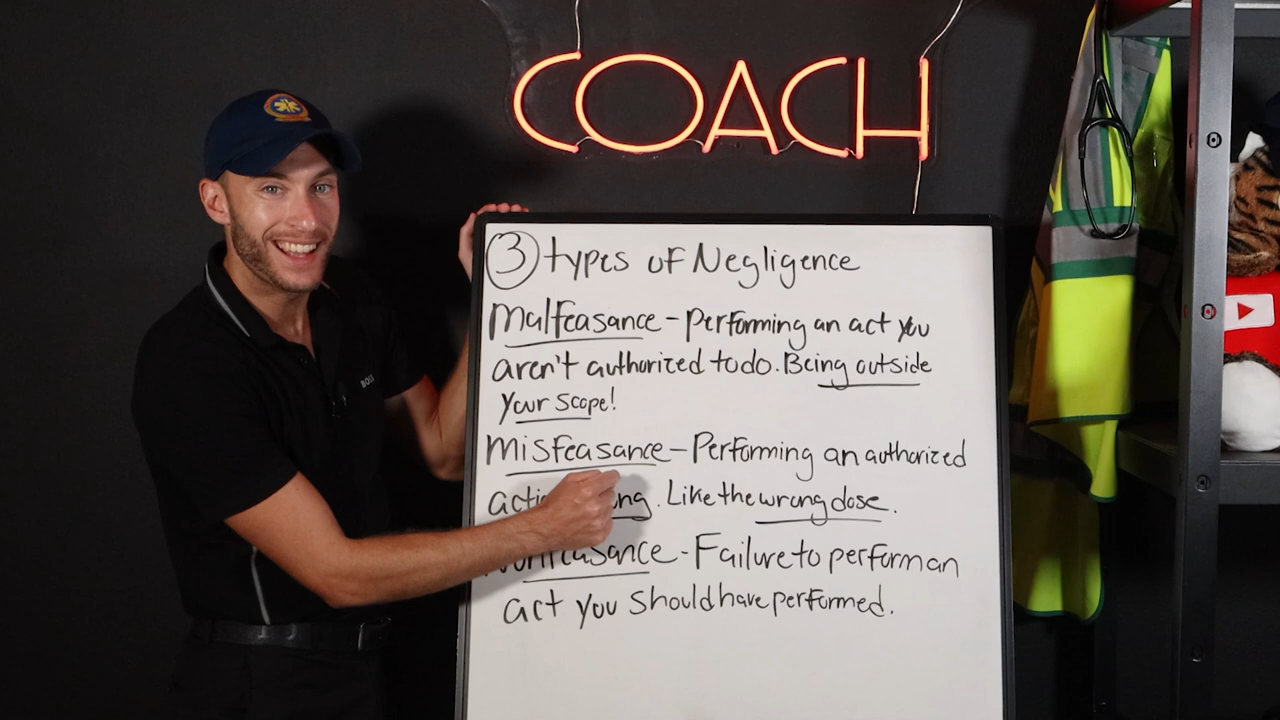 COACH
BOSS
3 types of Negligence
Malfeasance - performing an act you
aren't authorized to do. Being outside
your scope!
Misfeasance - Performing an authorized
. Like the wrong dose.
- Failure to perform an
act you should have performed.